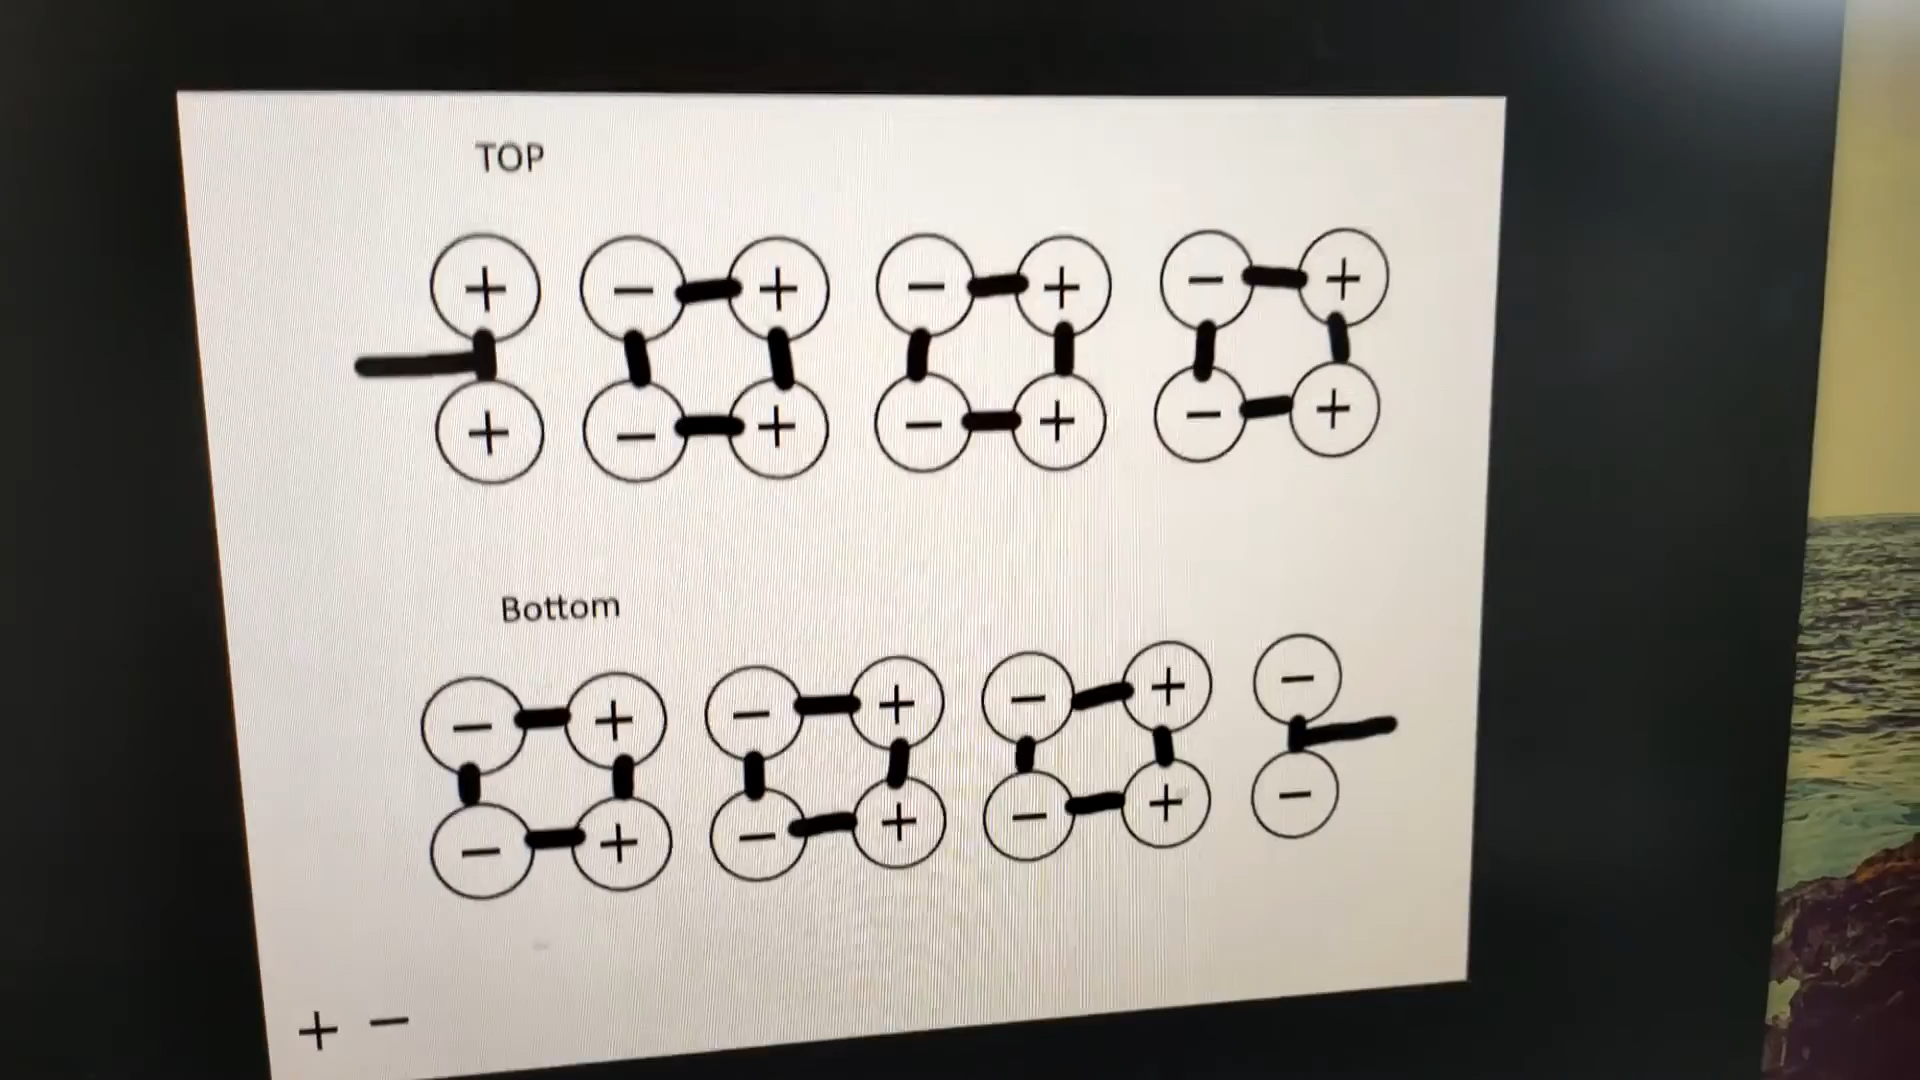 TOP
+ − + − + − +
+ − + − + − +
Bottom
− + − + − + −
− + − + − + −
+ −